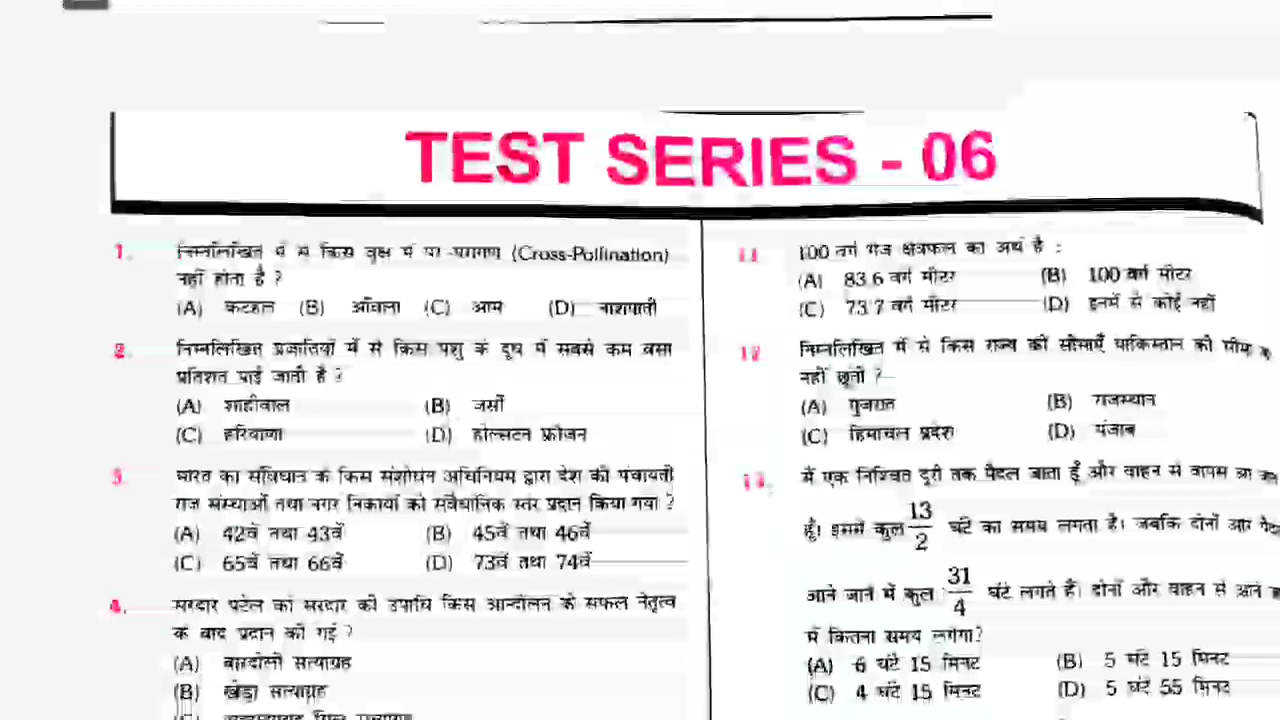 TEST SERIES - 06
1. निम्नलिखित में से किस वृक्ष में पर-परागण (Cross-Pollination)
नहीं होता है ?
(A) कटहल (B) आँवला (C) आम (D) नाशपाती
2. निम्नलिखित प्रजातियों में से किस पशु के दूध में सबसे कम वसा
प्रतिशत पाई जाती है ?
(A) शाहीवाल (B) जर्सी
(C) हरियाणा (D) होल्सटन फ्रीजन
3. भारत का संविधान के किस संशोधन अधिनियम द्वारा देश की पंचायती
राज संस्थाओं तथा नगर निकायों को संवैधानिक स्तर प्रदान किया गया ?
(A) 42वें तथा 43वें (B) 45वें तथा 46वें
(C) 65वें तथा 66वें (D) 73वें तथा 74वें
4. सरदार पटेल को सरदार की उपाधि किस आन्दोलन के सफल नेतृत्व
के बाद प्रदान की गई ?
(A) बारदोली सत्याग्रह
(B) खेड़ा सत्याग्रह
11 100 वर्ग गज क्षेत्रफल का अर्थ है :
(A) 83.6 वर्ग मीटर (B) 100 वर्ग मीटर
(C) 73.7 वर्ग मीटर (D) इनमें से कोई नहीं
12 निम्नलिखित में से किस राज्य की सीमाएँ पाकिस्तान की सीमा
नहीं छूती ?
(A) गुजरात (B) राजस्थान
(C) हिमाचल प्रदेश (D) पंजाब
13. मैं एक निश्चित दूरी तक पैदल जाता हूँ और वाहन से वापस आ
हूँ। इसमें कुल 13/2 घंटे का समय लगता है। जबकि दोनों ओर
आने जाने में कुल 31/4 घंटे लगते हैं। दोनों ओर वाहन से आने
में कितना समय लगेगा?
(A) 6 घंटे 15 मिनट (B) 5 घंटे 15 मिनट
(C) 4 घंटे 15 मिनट (D) 5 घंटे 55 मिनट